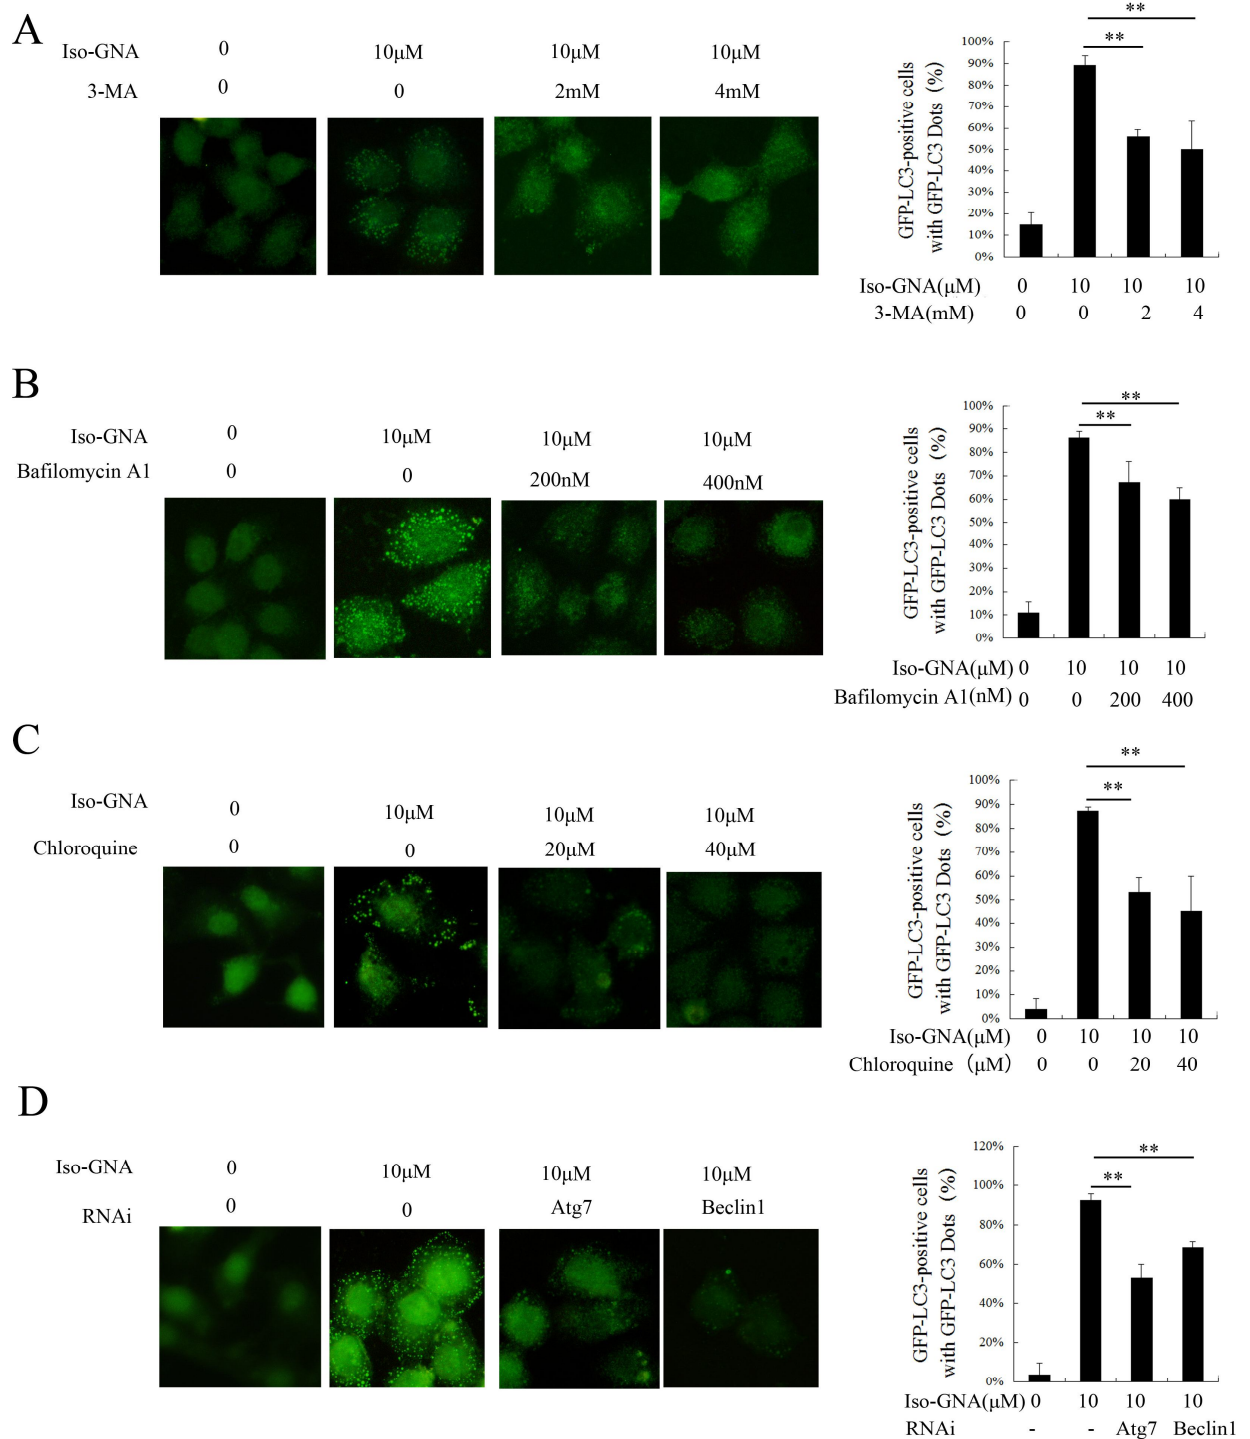 A
Iso-GNA 0 10μM 10μM 10μM
3-MA 0 0 2mM 4mM
GFP-LC3-positive cells
with GFP-LC3 Dots (%)
**
**
100%
90%
80%
70%
60%
50%
40%
30%
20%
10%
0%
Iso-GNA(μM) 0 10 10 10
3-MA(mM) 0 0 2 4
B
Iso-GNA 0 10μM 10μM 10μM
Bafilomycin A1 0 0 200nM 400nM
GFP-LC3-positive cells
with GFP-LC3 Dots (%)
**
**
100%
90%
80%
70%
60%
50%
40%
30%
20%
10%
0%
Iso-GNA(μM) 0 10 10 10
Bafilomycin A1(nM) 0 0 200 400
C
Iso-GNA 0 10μM 10μM 10μM
Chloroquine 0 0 20μM 40μM
GFP-LC3-positive cells
with GFP-LC3 Dots (%)
**
**
100%
90%
80%
70%
60%
50%
40%
30%
20%
10%
0%
Iso-GNA(μM) 0 10 10 10
Chloroquine (μM) 0 0 20 40
D
Iso-GNA 0 10μM 10μM 10μM
RNAi 0 0 Atg7 Beclin1
GFP-LC3-positive cells
with GFP-LC3 Dots (%)
**
**
120%
100%
80%
60%
40%
20%
0%
Iso-GNA(μM) 0 10 10 10
RNAi - - Atg7 Beclin1